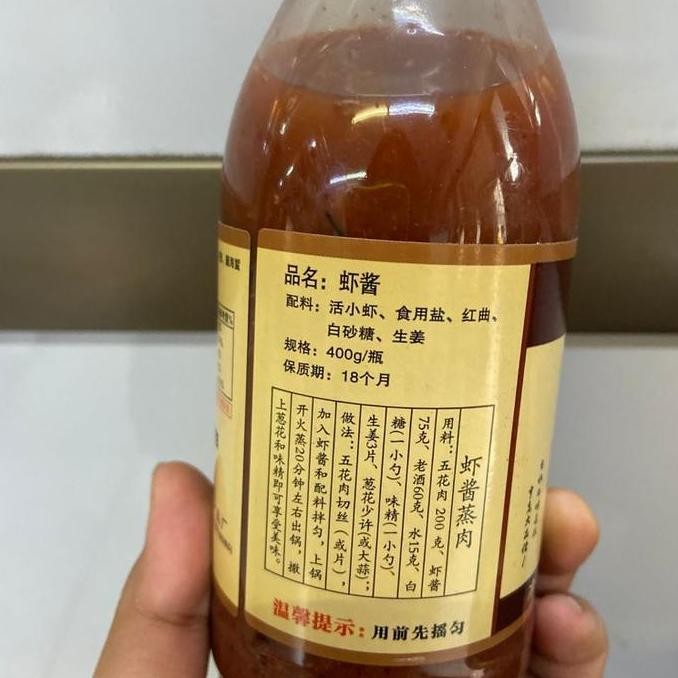 品名：虾酱
配料：活小虾、食用盐、红曲、
白砂糖、生姜
规格：400g/瓶
保质期：18个月
虾酱蒸肉
用料：五花肉 200 克、虾酱
75克、老酒60克、水15克、白
糖(一小勺)、味精(一小勺)、
生姜3片、葱花少许(或大蒜)；
做法：五花肉切丝（或片），
加入虾酱和配料拌匀，上锅
开火蒸20分钟左右出锅，撒
上葱花和味精即可享受美味。
温馨提示：用前先摇匀